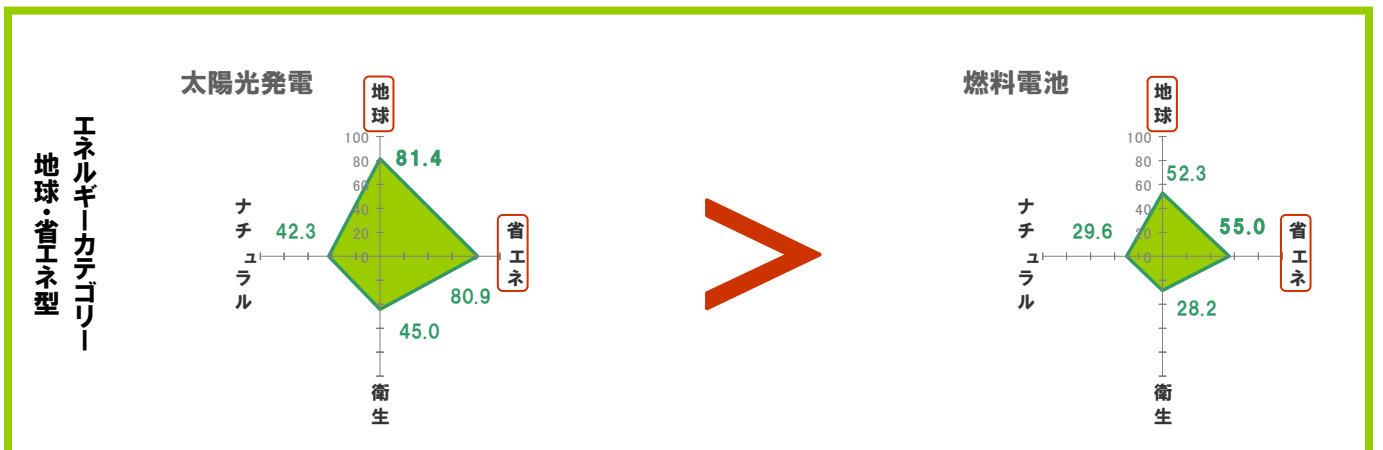 エネルギーカテゴリー
地球・省エネ型
太陽光発電
地球
100
80
60
40
20
0
81.4
80.9
45.0
42.3
省エネ
衛生
ナチュラル
燃料電池
地球
100
80
60
40
20
0
52.3
55.0
28.2
29.6
省エネ
衛生
ナチュラル